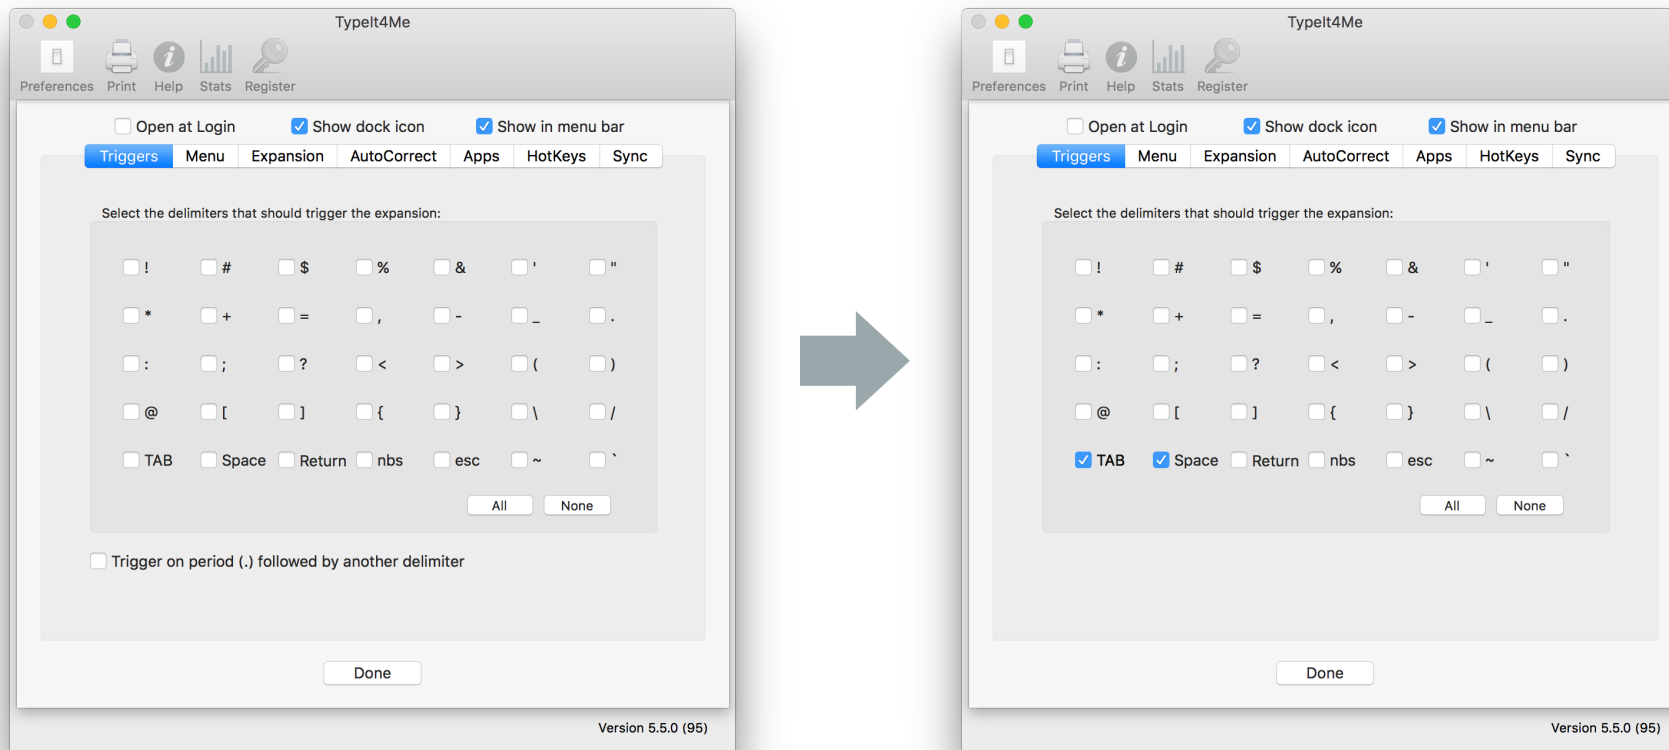 TypeIt4Me
Preferences Print Help Stats Register
Open at Login Show dock icon Show in menu bar
Triggers Menu Expansion AutoCorrect Apps HotKeys Sync
Select the delimiters that should trigger the expansion:
! # $ % & ' "
* + = , - _ .
: ; ? < > ( )
@ [ ] { } \ /
TAB Space Return nbs esc ~ `
All None
Trigger on period (.) followed by another delimiter
Done
Version 5.5.0 (95)
TypeIt4Me
Preferences Print Help Stats Register
Open at Login Show dock icon Show in menu bar
Triggers Menu Expansion AutoCorrect Apps HotKeys Sync
Select the delimiters that should trigger the expansion:
! # $ % & ' "
* + = , - _ .
: ; ? < > ( )
@ [ ] { } \ /
TAB Space Return nbs esc ~ `
All None
Done
Version 5.5.0 (95)